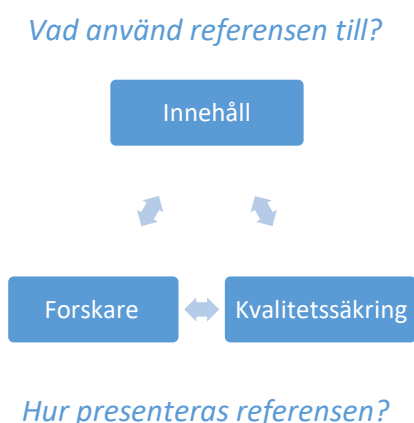 Vad använd referensen till?
Innehåll
Forskare
Kvalitetssäkring
Hur presenteras referensen?